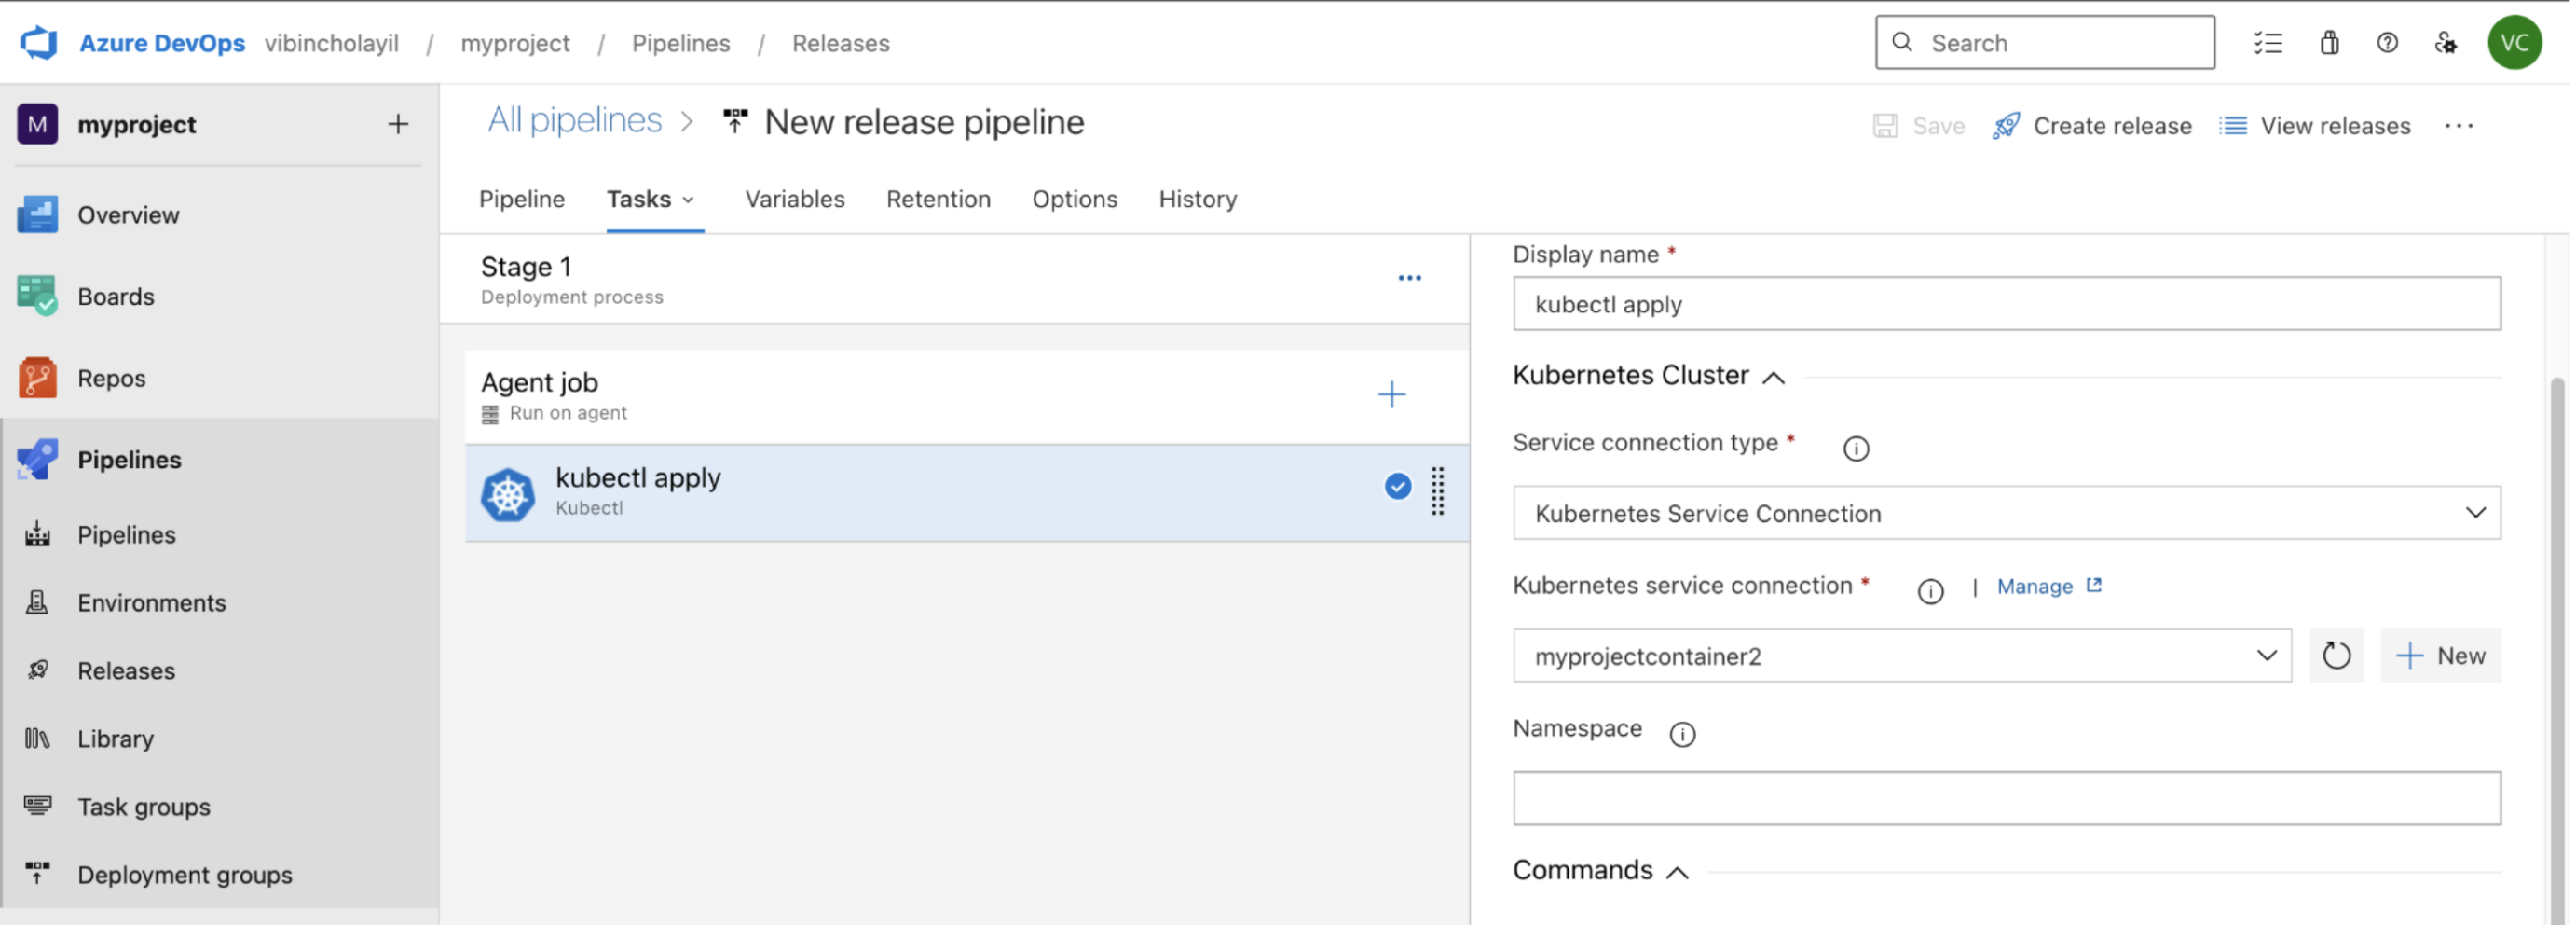 Azure DevOps vibincholayil / myproject / Pipelines / Releases Search VC
M myproject
Overview
Boards
Repos
Pipelines
Pipelines
Environments
Releases
Library
Task groups
Deployment groups
All pipelines > New release pipeline
Save Create release View releases ...
Pipeline Tasks Variables Retention Options History
Stage 1
Deployment process
Agent job
Run on agent
kubectl apply
Kubectl
Display name *
kubectl apply
Kubernetes Cluster
Service connection type *
Kubernetes Service Connection
Kubernetes service connection * | Manage
myprojectcontainer2
New
Namespace
Commands